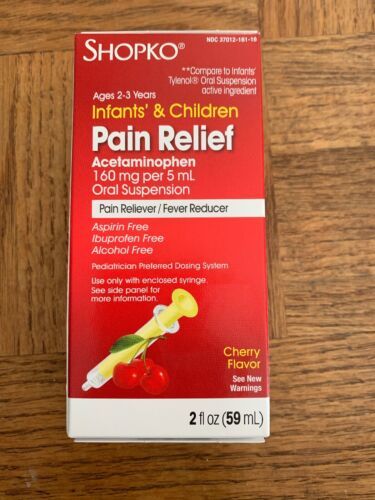 SHOPKO®
NDC 37012-161-16
**Compare to Infants'
Tylenol® Oral Suspension
active ingredient
Ages 2-3 Years
Infants' & Children
Pain Relief
Acetaminophen
160 mg per 5 mL
Oral Suspension
Pain Reliever / Fever Reducer
Aspirin Free
Ibuprofen Free
Alcohol Free
Pediatrician Preferred Dosing System
Use only with enclosed syringe.
See side panel for
more information.
Cherry
Flavor
See New
Warnings
2 fl oz (59 mL)